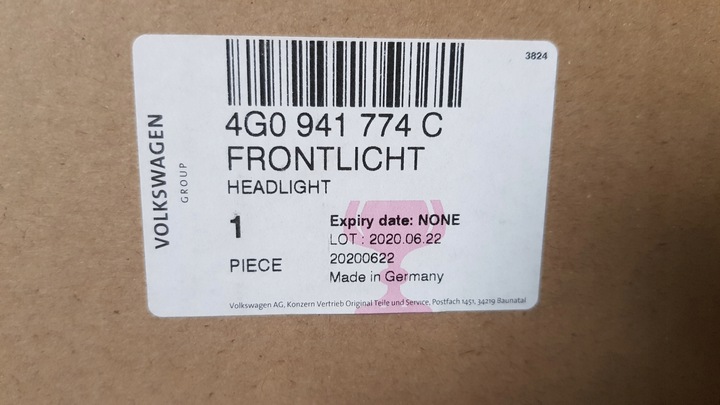 3824
VOLKSWAGEN
GROUP
4G0 941 774 C
FRONTLICHT
HEADLIGHT
1
PIECE
Expiry date: NONE
LOT : 2020.06.22
20200622
Made in Germany
Volkswagen AG, Konzern Vertrieb Original Teile und Service, Postfach 1451, 34219 Baunatal